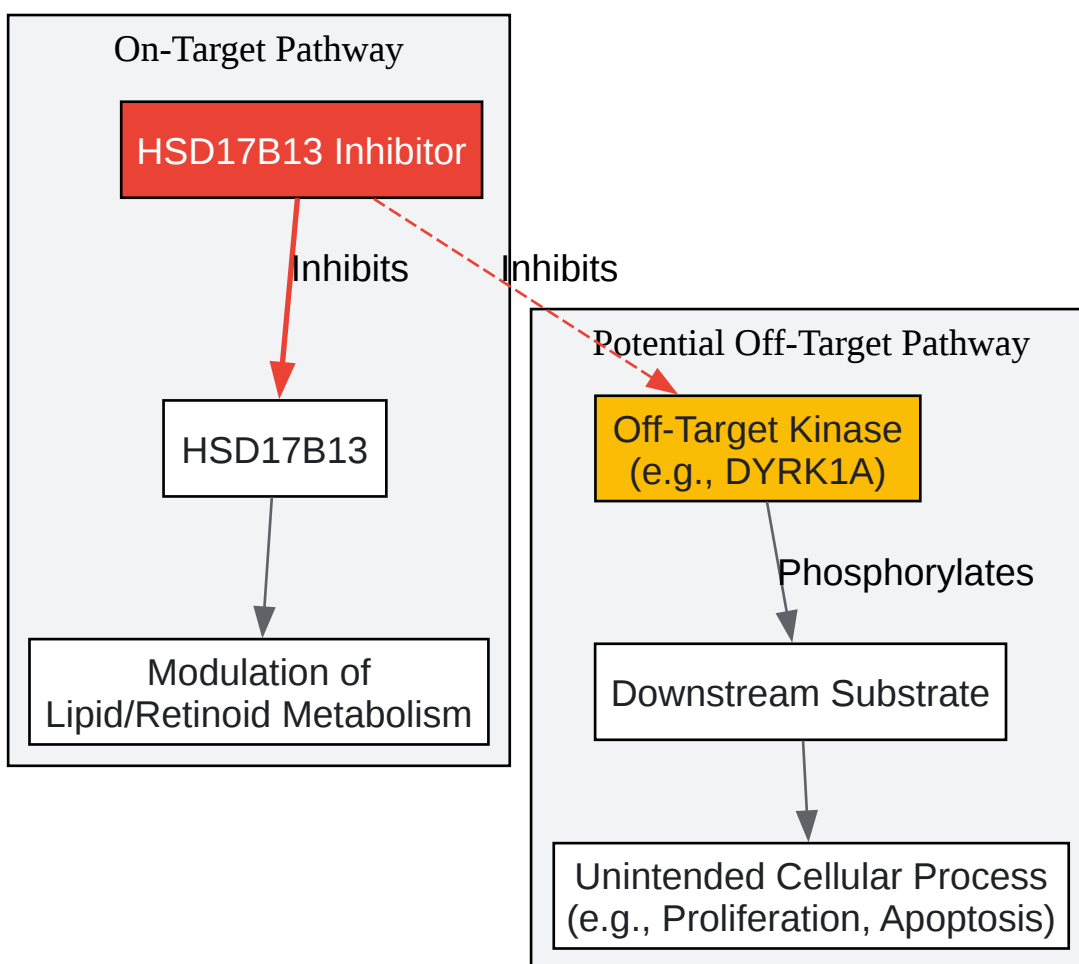 On-Target Pathway
HSD17B13 Inhibitor
Inhibits
Inhibits
HSD17B13
Modulation of
Lipid/Retinoid Metabolism
Potential Off-Target Pathway
Off-Target Kinase
(e.g., DYRK1A)
Phosphorylates
Downstream Substrate
Unintended Cellular Process
(e.g., Proliferation, Apoptosis)